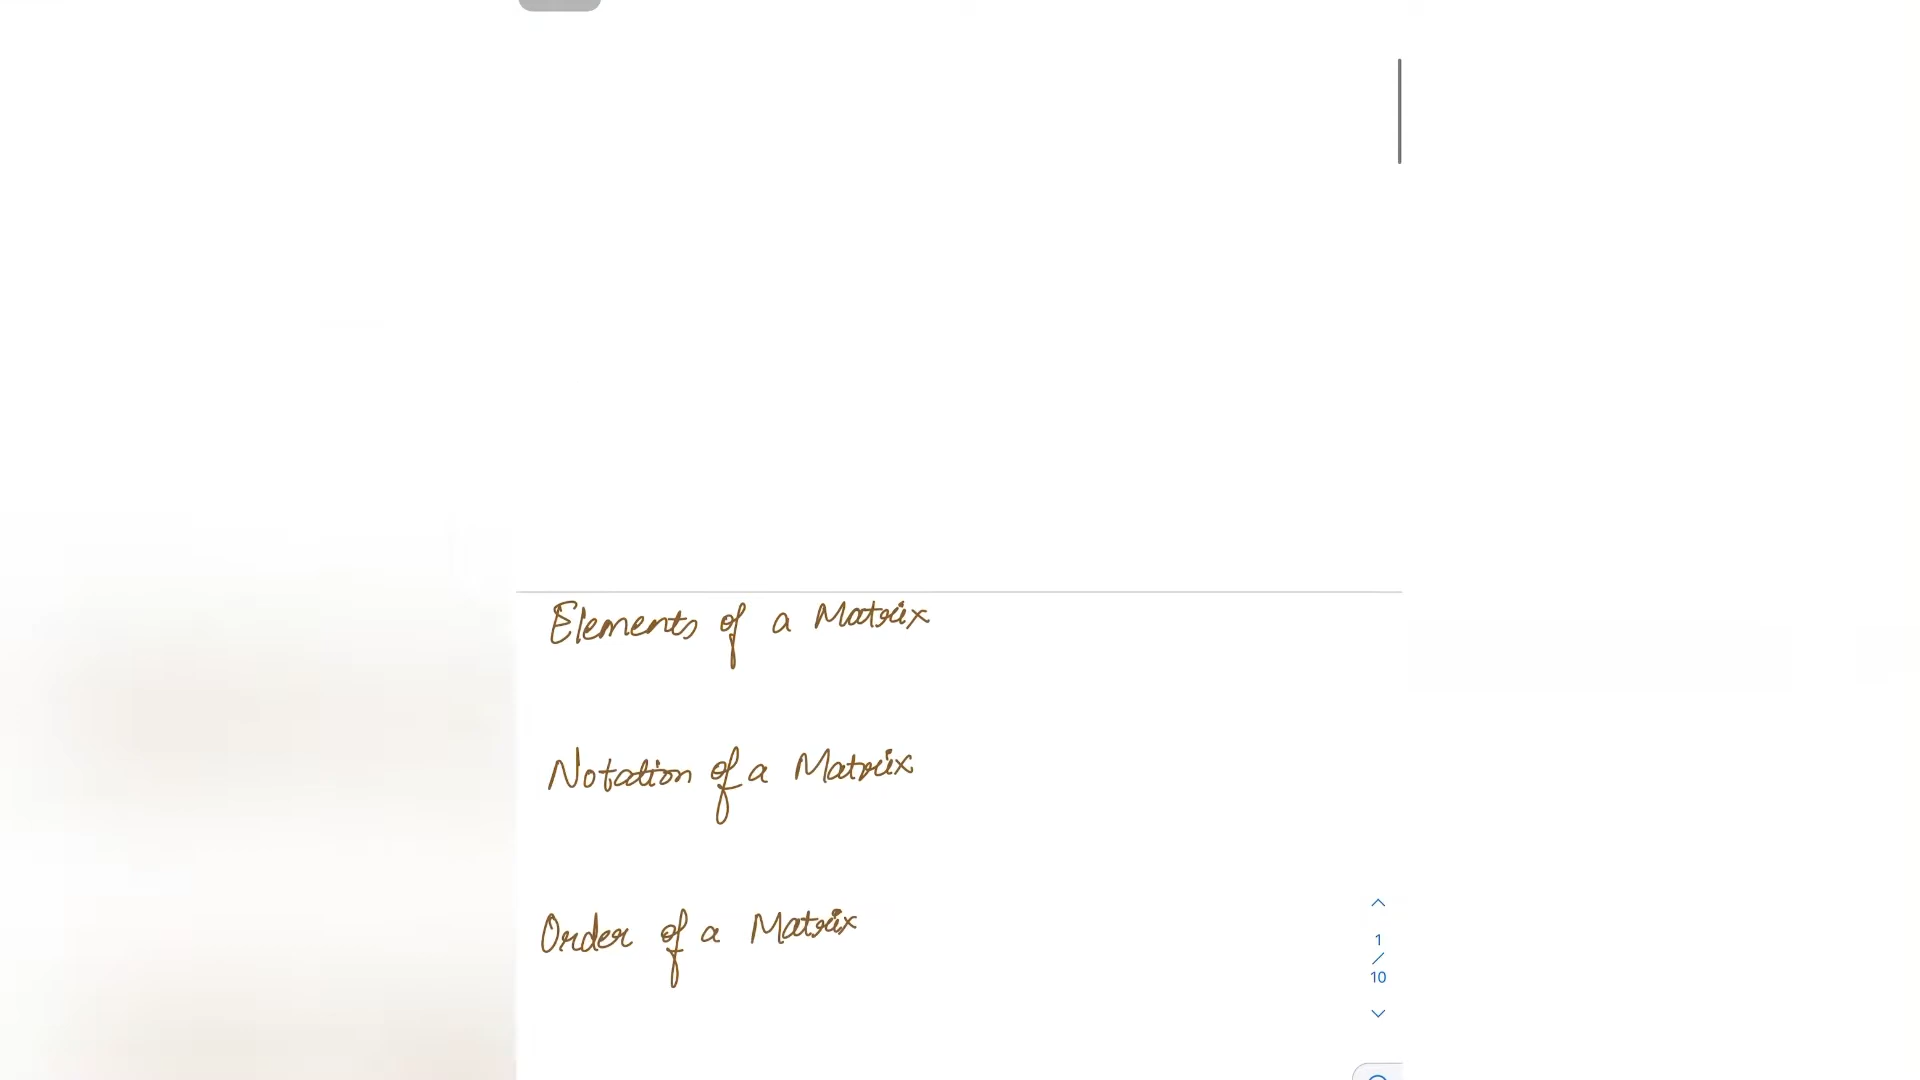 Elements of a Matrix
Notation of a Matrix
Order of a Matrix
1
/
10